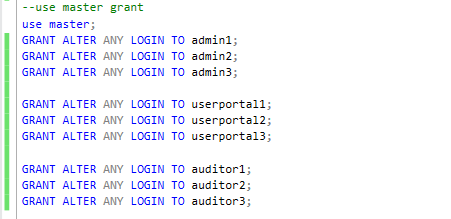 --use master grant
use master;
GRANT ALTER ANY LOGIN TO admin1;
GRANT ALTER ANY LOGIN TO admin2;
GRANT ALTER ANY LOGIN TO admin3;
GRANT ALTER ANY LOGIN TO userportal1;
GRANT ALTER ANY LOGIN TO userportal2;
GRANT ALTER ANY LOGIN TO userportal3;
GRANT ALTER ANY LOGIN TO auditor1;
GRANT ALTER ANY LOGIN TO auditor2;
GRANT ALTER ANY LOGIN TO auditor3;